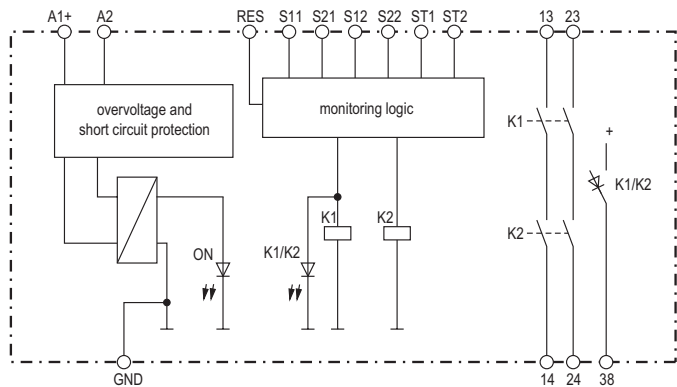 A1+ A2 RES S11 S21 S12 S22 ST1 ST2 13 23
overvoltage and
short circuit protection
monitoring logic
K1
+
K1/K2
K1 K2
K2
ON K1/K2
GND 14 24 38